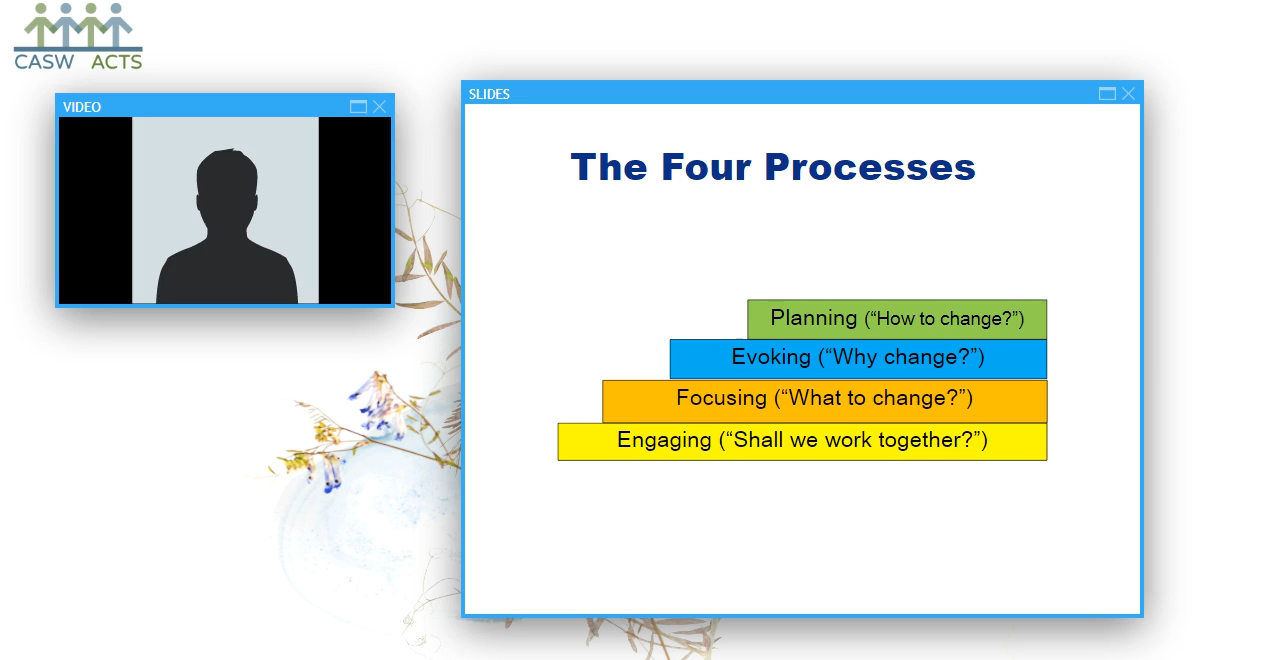 CASW ACTS
VIDEO
SLIDES
The Four Processes
Planning (“How to change?”)
Evoking (“Why change?”)
Focusing (“What to change?”)
Engaging (“Shall we work together?”)